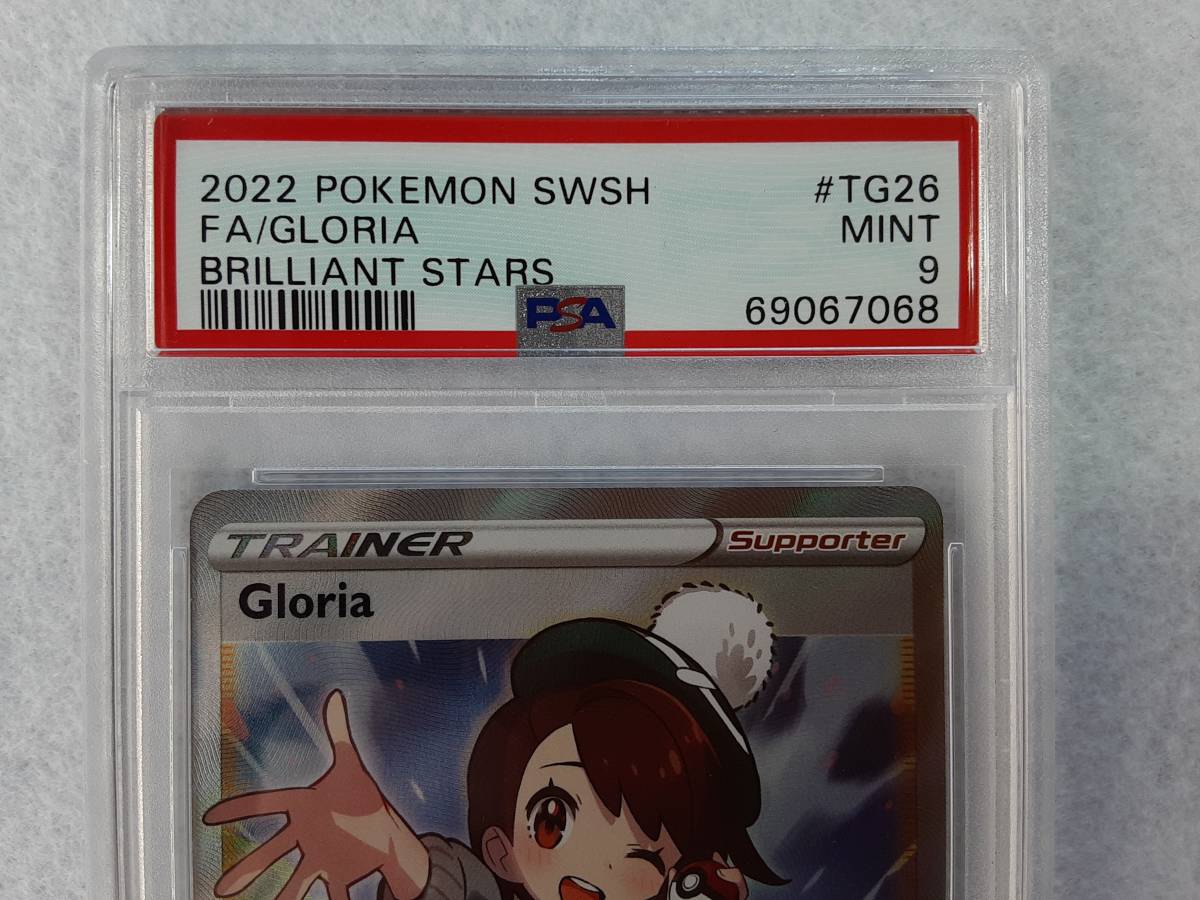 2022 POKEMON SWSH #TG26
FA/GLORIA MINT
BRILLIANT STARS 9
PSA 69067068
TRAINER Supporter
Gloria